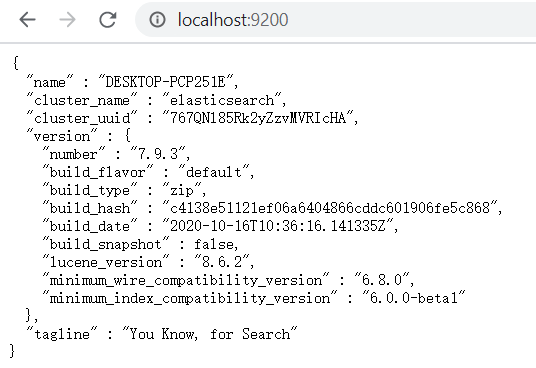 localhost:9200
{
"name" : "DESKTOP-PCP251E",
"cluster_name" : "elasticsearch",
"cluster_uuid" : "767QN185Rk2yZzvMVRIcHA",
"version" : {
"number" : "7.9.3",
"build_flavor" : "default",
"build_type" : "zip",
"build_hash" : "c4138e51121ef06a6404866cddc601906fe5c868",
"build_date" : "2020-10-16T10:36:16.141335Z",
"build_snapshot" : false,
"lucene_version" : "8.6.2",
"minimum_wire_compatibility_version" : "6.8.0",
"minimum_index_compatibility_version" : "6.0.0-beta1"
},
"tagline" : "You Know, for Search"
}